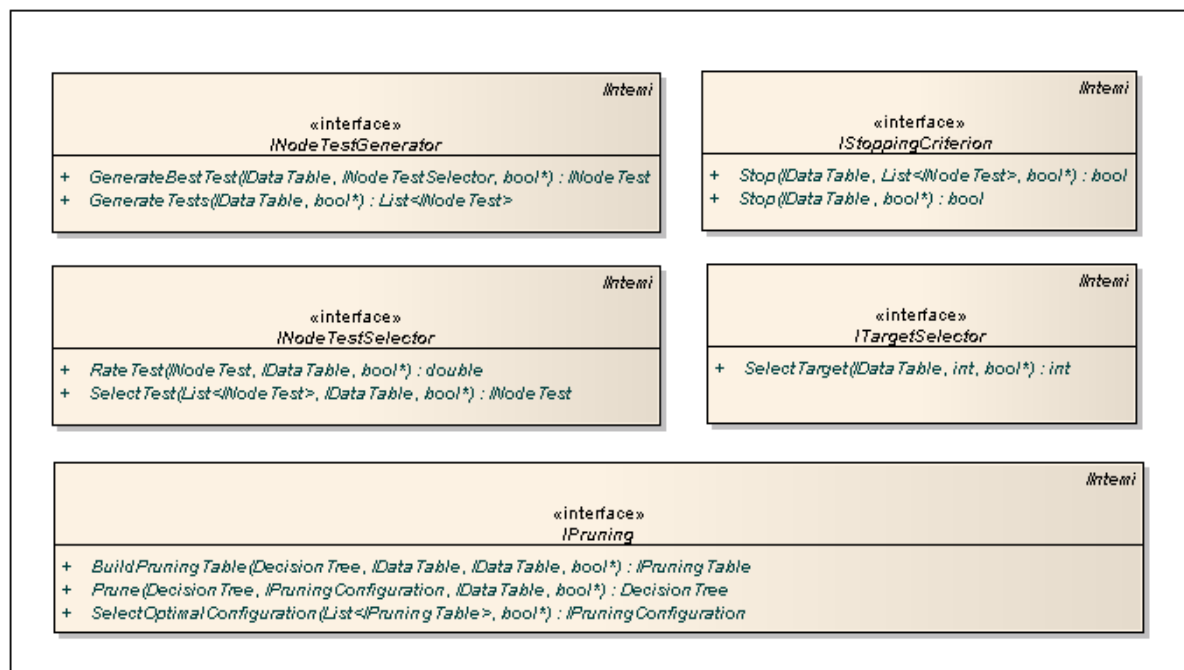 IIntemi
«interface»
INodeTestGenerator
+ GenerateBestTest(IDataTable, INodeTestSelector, bool*) : INodeTest
+ GenerateTests(IDataTable, bool*) : List<INodeTest>
IIntemi
«interface»
IStoppingCriterion
+ Stop(IDataTable, List<INodeTest>, bool*) : bool
+ Stop(IDataTable, bool*) : bool
IIntemi
«interface»
INodeTestSelector
+ RateTest(INodeTest, IDataTable, bool*) : double
+ SelectTest(List<INodeTest>, IDataTable, bool*) : INodeTest
IIntemi
«interface»
ITargetSelector
+ SelectTarget(IDataTable, int, bool*) : int
IIntemi
«interface»
IPruning
+ BuildPruningTable(DecisionTree, IDataTable, IDataTable, bool*) : IPruningTable
+ Prune(DecisionTree, IPruningConfiguration, IDataTable, bool*) : DecisionTree
+ SelectOptimalConfiguration(List<IPruningTable>, bool*) : IPruningConfiguration